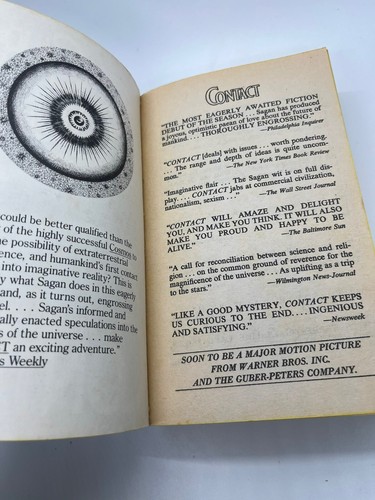 could be better qualified than the
of the highly successful Cosmos to
e possibility of extraterrestrial
ence, and humankind's first contact
into imaginative reality? This is
y what Sagan does in this eagerly
and, as it turns out, engrossing
el. . . . Sagan's informed and
ally enacted speculations into the
s of the universe . . . make
CT an exciting adventure."
s Weekly
CONTACT
"THE MOST EAGERLY AWAITED FICTION
DEBUT OF THE SEASON . . . Sagan has produced
a joyous, optimistic paean of love about the future of
mankind. . . . THOROUGHLY ENGROSSING."
—Philadelphia Inquirer
"CONTACT [deals] with issues . . . worth pondering.
. . . The range and depth of ideas is quite uncom-
mon."
—The New York Times Book Review
"Imaginative flair . . . The Sagan wit is on full dis-
play. . . . CONTACT jabs at commercial civilization,
nationalism, sexism . . ."
—The Wall Street Journal
"CONTACT WILL AMAZE AND DELIGHT
YOU, AND MAKE YOU THINK. IT WILL ALSO
MAKE YOU PROUD AND HAPPY TO BE
ALIVE."
—The Baltimore Sun
"A call for reconciliation between science and reli-
gion . . . on the common ground of reverence for the
magnificence of the universe . . . As uplifting as a trip
to the stars."
—Wilmington News-Journal
"LIKE A GOOD MYSTERY, CONTACT KEEPS
US CURIOUS TO THE END. . . . INGENIOUS
AND SATISFYING."
—Newsweek
SOON TO BE A MAJOR MOTION PICTURE
FROM WARNER BROS. INC.
AND THE GUBER-PETERS COMPANY.